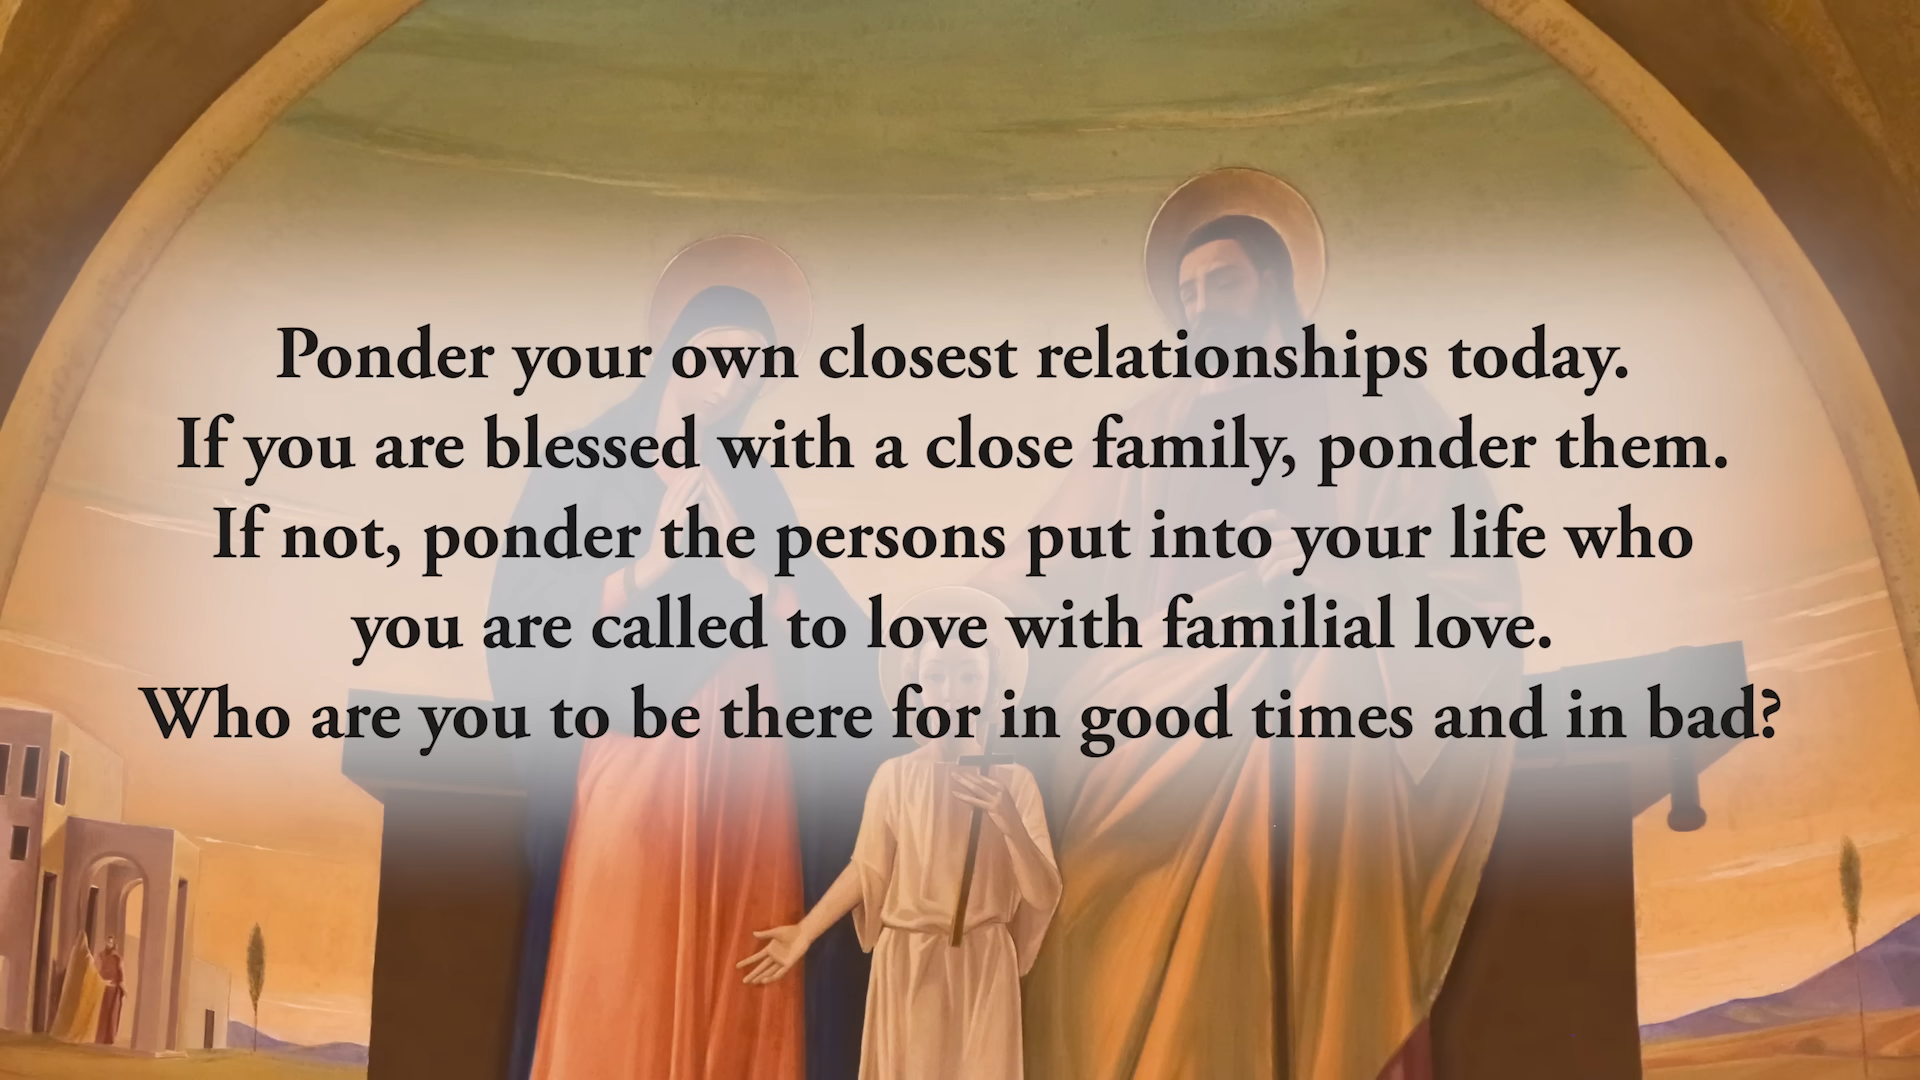 Ponder your own closest relationships today.
If you are blessed with a close family, ponder them.
If not, ponder the persons put into your life who
you are called to love with familial love.
Who are you to be there for in good times and in bad?